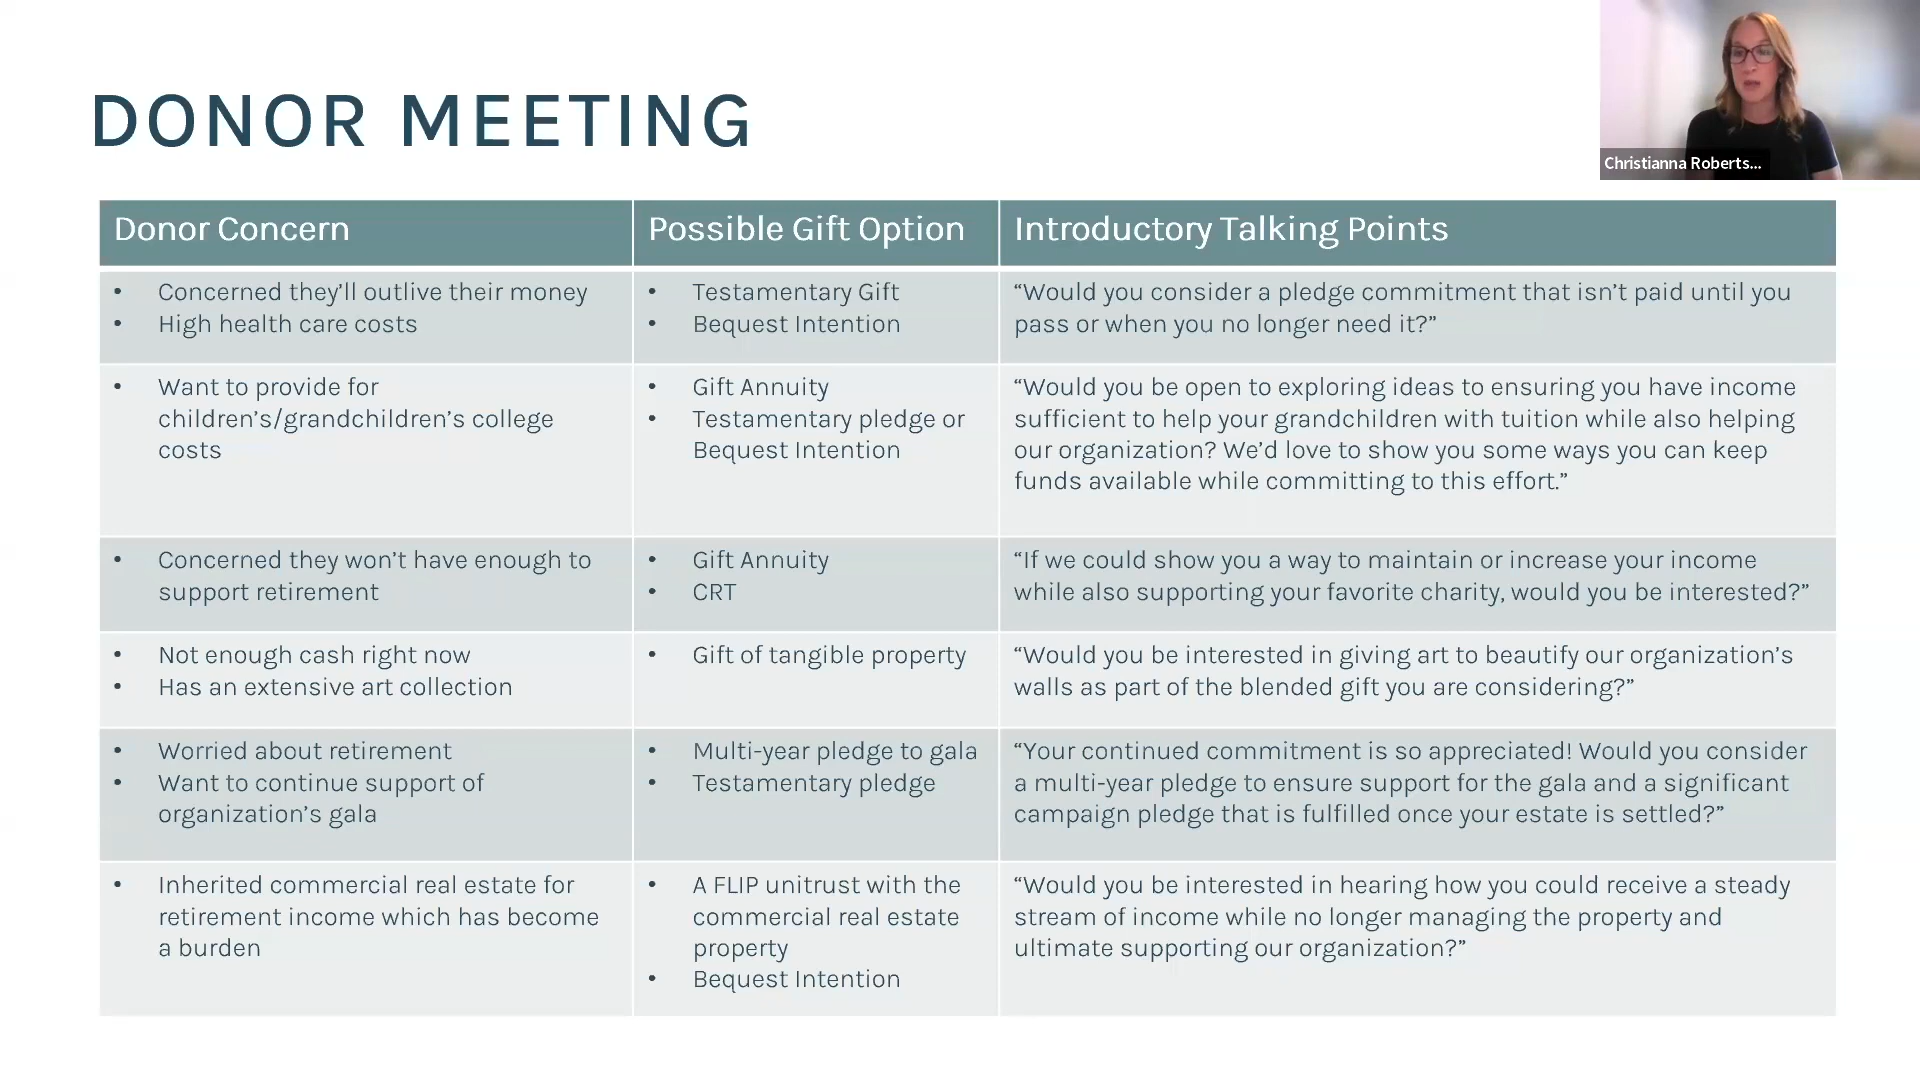 DONOR MEETING
Christianna Roberts...
Donor Concern
Possible Gift Option
Introductory Talking Points
• Concerned they'll outlive their money
• High health care costs
• Testamentary Gift
• Bequest Intention
“Would you consider a pledge commitment that isn't paid until you
pass or when you no longer need it?”
• Want to provide for
children's/grandchildren's college
costs
• Gift Annuity
• Testamentary pledge or
Bequest Intention
“Would you be open to exploring ideas to ensuring you have income
sufficient to help your grandchildren with tuition while also helping
our organization? We'd love to show you some ways you can keep
funds available while committing to this effort.”
• Concerned they won't have enough to
support retirement
• Gift Annuity
• CRT
“If we could show you a way to maintain or increase your income
while also supporting your favorite charity, would you be interested?”
• Not enough cash right now
• Has an extensive art collection
• Gift of tangible property
“Would you be interested in giving art to beautify our organization's
walls as part of the blended gift you are considering?”
• Worried about retirement
• Want to continue support of
organization's gala
• Multi-year pledge to gala
• Testamentary pledge
“Your continued commitment is so appreciated! Would you consider
a multi-year pledge to ensure support for the gala and a significant
campaign pledge that is fulfilled once your estate is settled?”
• Inherited commercial real estate for
retirement income which has become
a burden
• A FLIP unitrust with the
commercial real estate
property
• Bequest Intention
“Would you be interested in hearing how you could receive a steady
stream of income while no longer managing the property and
ultimate supporting our organization?”